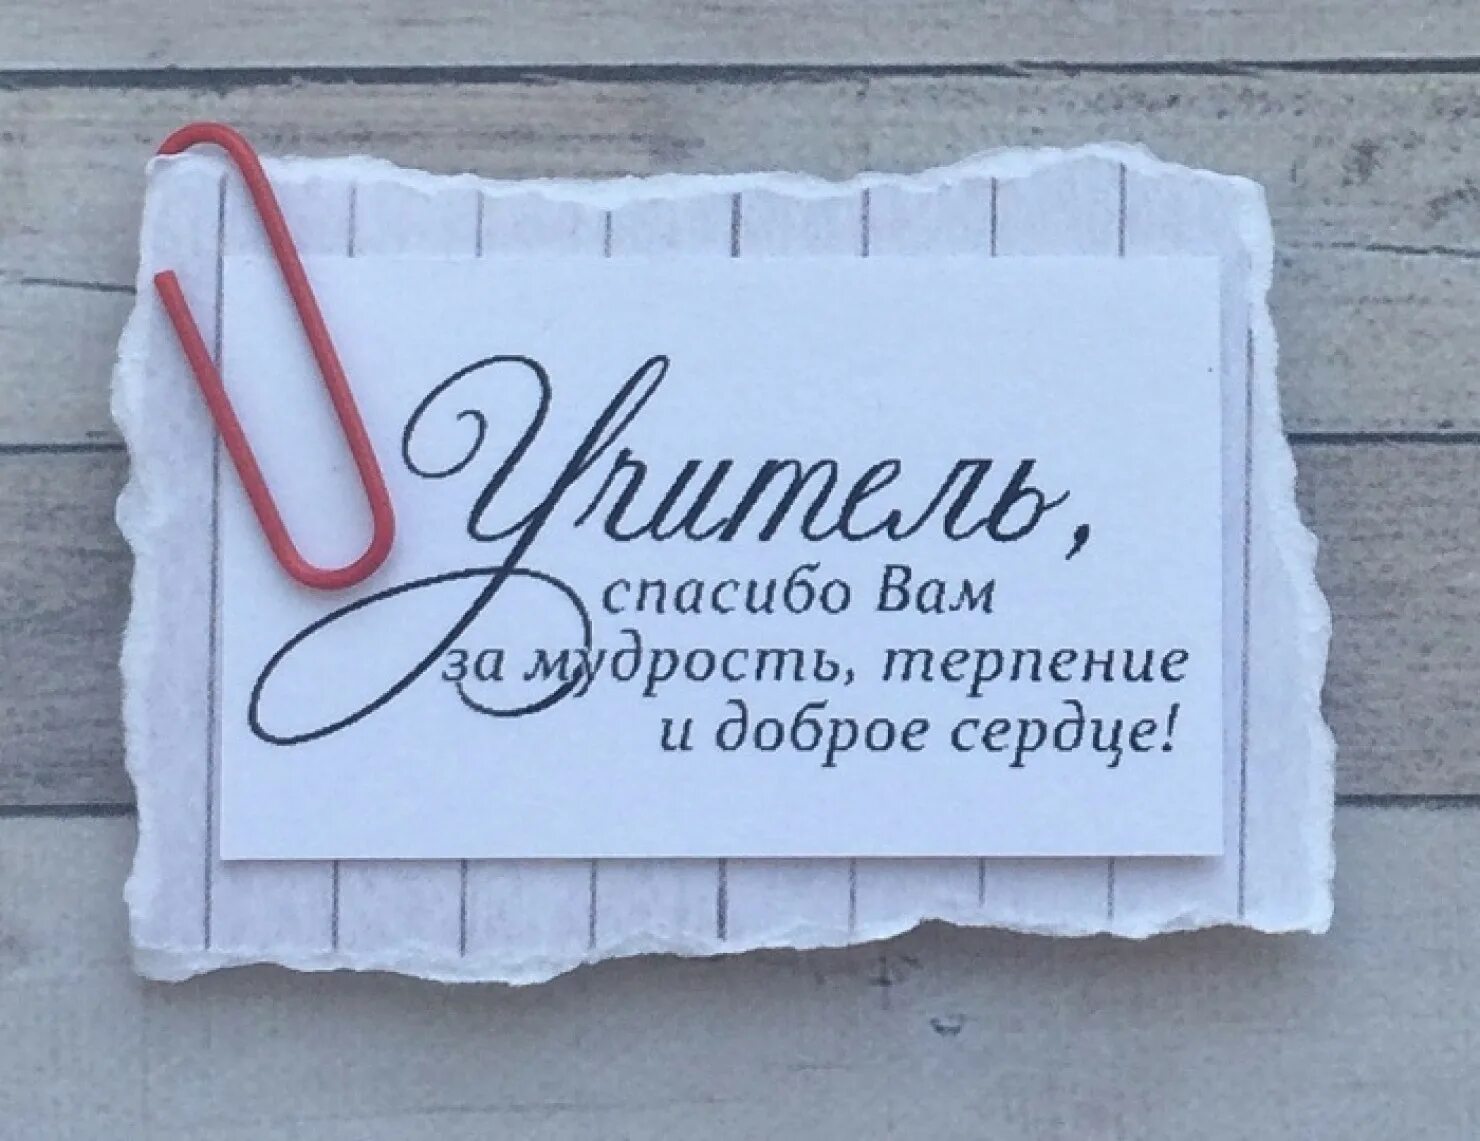 Учитель,
спасибо Вам
за мудрость, терпение
и доброе сердце!